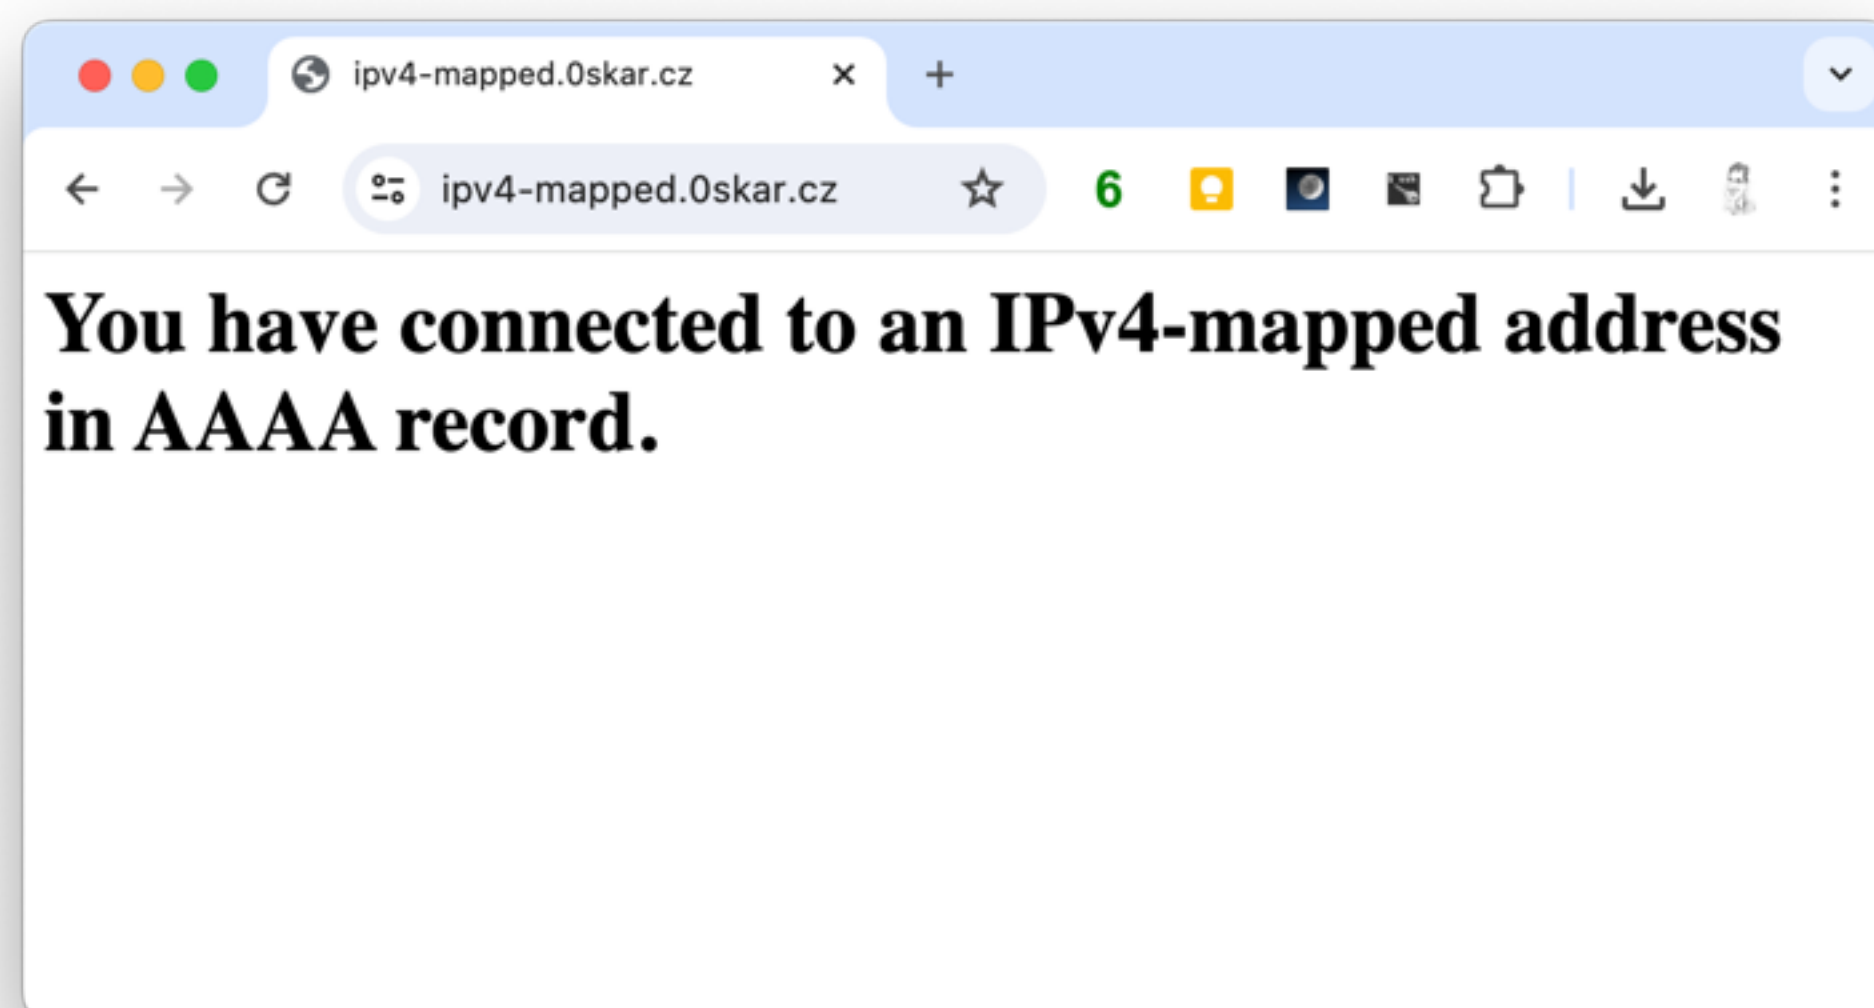 ipv4-mapped.0skar.cz
ipv4-mapped.0skar.cz
6
You have connected to an IPv4-mapped address
in AAAA record.